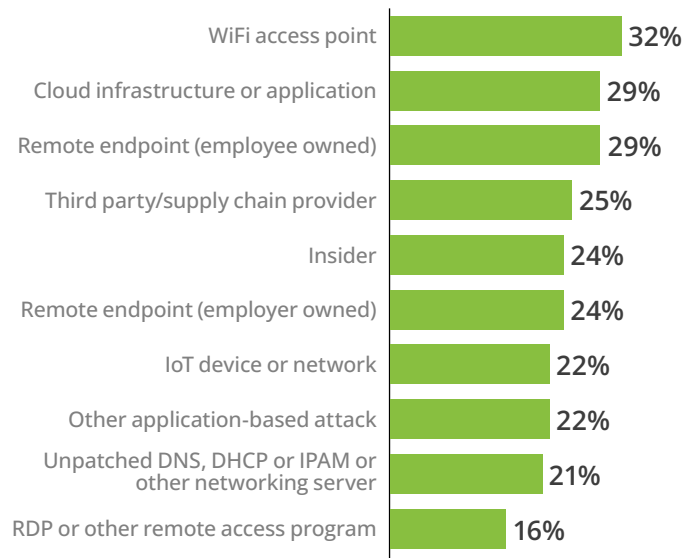 WiFi access point 32%
Cloud infrastructure or application 29%
Remote endpoint (employee owned) 29%
Third party/supply chain provider 25%
Insider 24%
Remote endpoint (employer owned) 24%
IoT device or network 22%
Other application-based attack 22%
Unpatched DNS, DHCP or IPAM or
other networking server 21%
RDP or other remote access program 16%